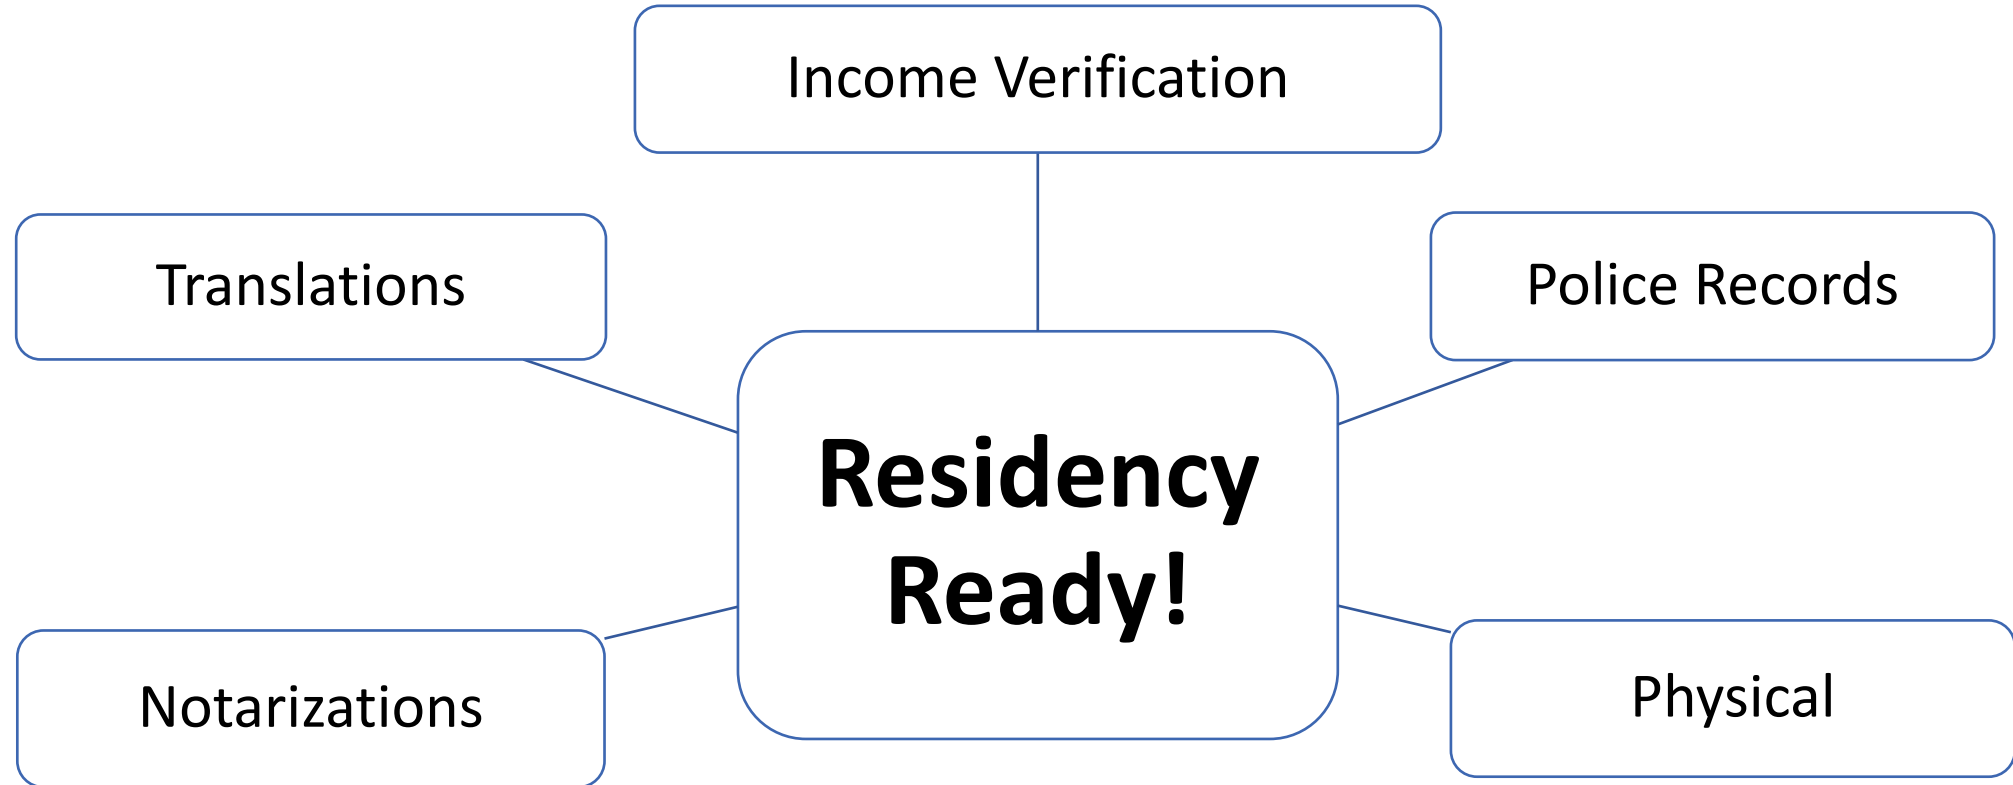 Income Verification
Translations
Police Records
Residency
Ready!
Notarizations
Physical